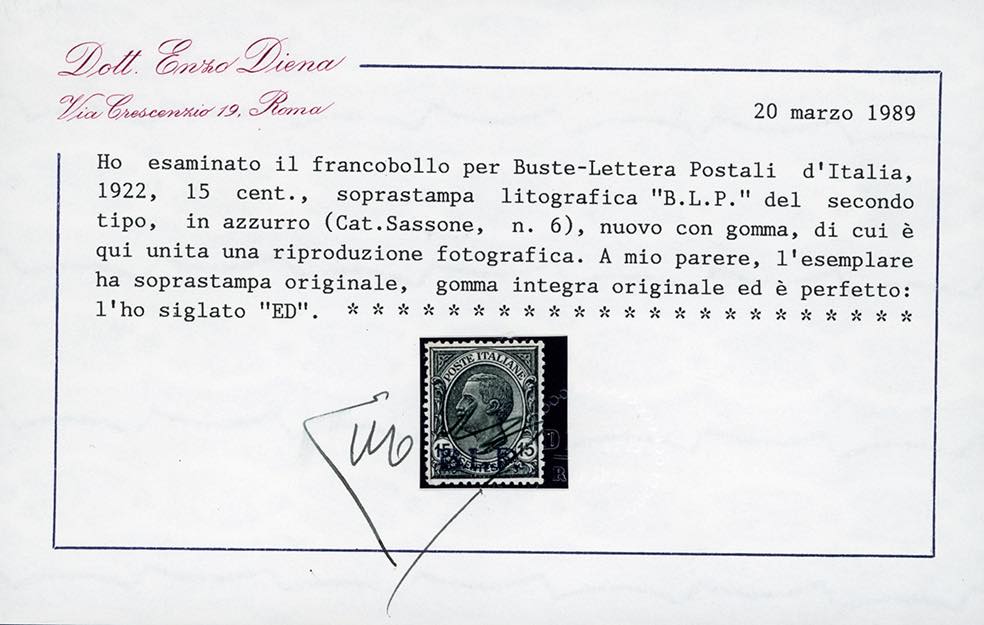 Dott. Enzo Diena
Via Crescenzio 19, Roma
20 marzo 1989
Ho esaminato il francobollo per Buste-Lettera Postali d'Italia,
1922, 15 cent., soprastampa litografica "B.L.P." del secondo
tipo, in azzurro (Cat.Sassone, n. 6), nuovo con gomma, di cui è
qui unita una riproduzione fotografica. A mio parere, l'esemplare
ha soprastampa originale, gomma integra originale ed è perfetto:
l'ho siglato "ED". * * * * * * * * * * * * * * * * * * * * * * *
POSTE ITALIANE
15 15